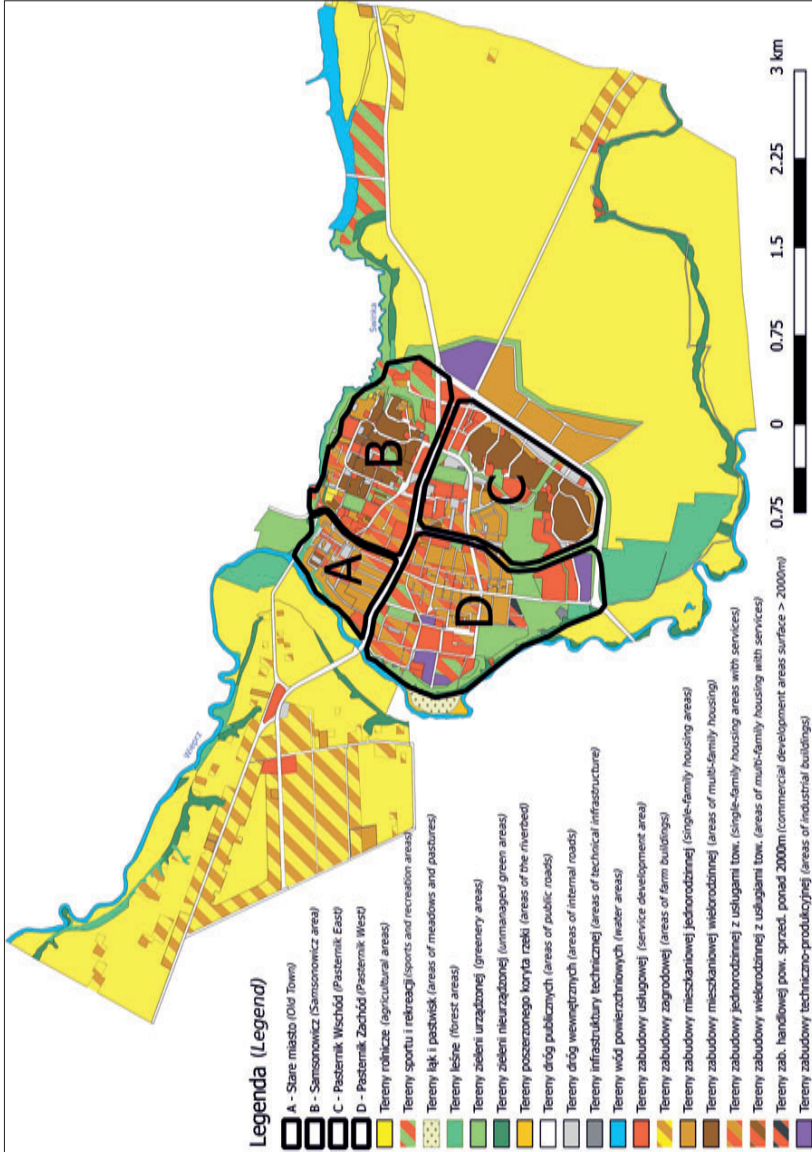 Wieprz
Świnka
A
B
C
D
0.75 0 0.75 1.5 2.25 3 km
Legenda (Legend)
A - Stare miasto (Old Town)
B - Samsonowicz (Samsonowicz area)
C - Pasternik Wschód (Pasternik East)
D - Pasternik Zachód (Pasternik West)
Tereny rolnicze (agricultural areas)
Tereny sportu i rekreacji (sports and recreation areas)
Tereny łąk i pastwisk (areas of meadows and pastures)
Tereny leśne (forest areas)
Tereny zieleni urządzonej (greenery areas)
Tereny zieleni nieurządzonej (unmanaged green areas)
Tereny poszerzonego koryta rzeki (areas of the riverbed)
Tereny dróg publicznych (areas of public roads)
Tereny dróg wewnętrznych (areas of internal roads)
Tereny infrastruktury technicznej (areas of technical infrastructure)
Tereny wód powierzchniowych (water areas)
Tereny zabudowy usługowej (service development area)
Tereny zabudowy zagrodowej (areas of farm buildings)
Tereny zabudowy mieszkaniowej jednorodzinnej (single-family housing areas)
Tereny zabudowy mieszkaniowej wielorodzinnej (areas of multi-family housing)
Tereny zabudowy jednorodzinnej z usługami tow. (single-family housing areas with services)
Tereny zabudowy wielorodzinnej z usługiami tow. (areas of multi-family housing with services)
Tereny zab. handlowej pow. sprzed. ponad 2000m (commercial development areas surface > 2000m)
Tereny zabudowy techniczno-produkcyjnej (areas of industrial buildings)